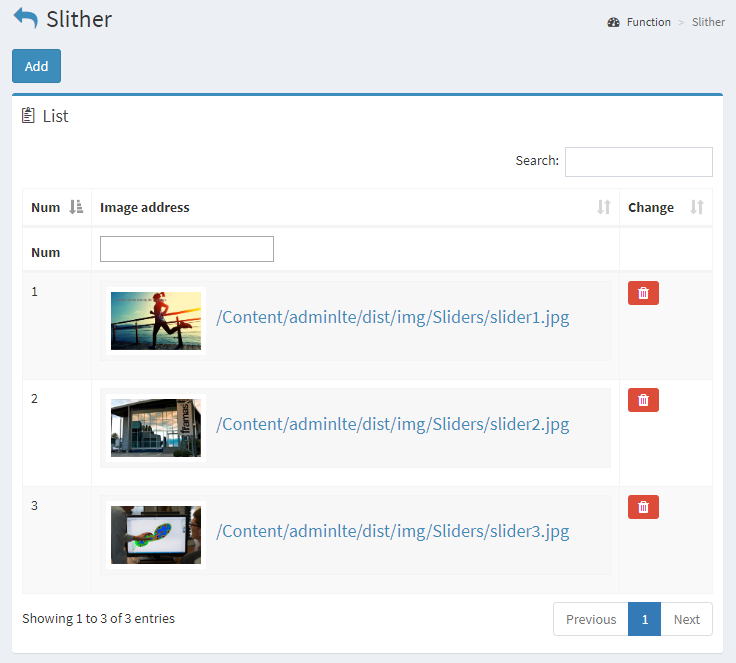 Slither
Function > Slither
Add
List
Search:
Num Image address Change
Num
1 /Content/adminlte/dist/img/Sliders/slider1.jpg
2 framas /Content/adminlte/dist/img/Sliders/slider2.jpg
3 /Content/adminlte/dist/img/Sliders/slider3.jpg
Showing 1 to 3 of 3 entries
Previous 1 Next